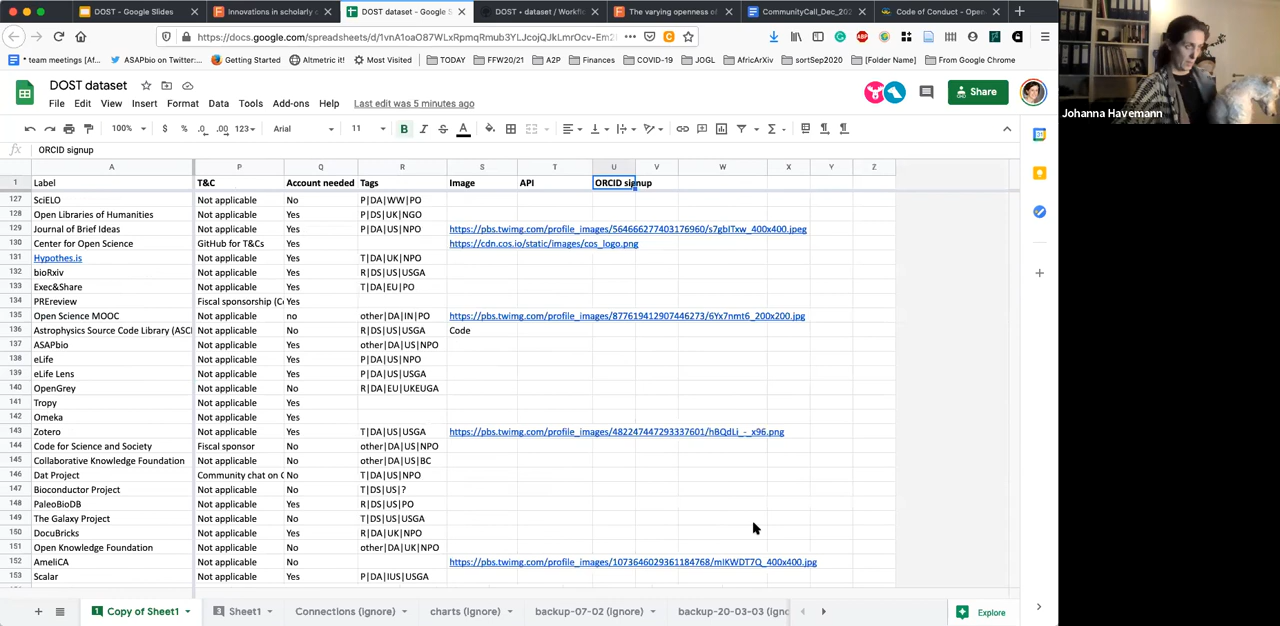 DOST - Google Slides
Innovations in scholarly c
DOST dataset - Google S
DOST • dataset / Workfl
The varying openness of
CommunityCall_Dec_202
Code of Conduct - Open
https://docs.google.com/spreadsheets/d/1vnA1oaO87WLxRpmqRmub3YLJcojQJkLmrOcv-Em2
* team meetings [Af...
ASAPbio on Twitter:...
Getting Started
Altmetric it!
Most Visited
TODAY
FFW20/21
A2P
Finances
COVID-19
JOGL
AfricArXiv
sortSep2020
[Folder Name]
From Google Chrome
DOST dataset
File Edit View Insert Format Data Tools Add-ons Help Last edit was 5 minutes ago
Share
Johanna Havemann
100% $ % .0 .00 123 Arial 11 B I S A
fx ORCID signup
A P Q R S T U V W X Y Z
1 Label T&C Account needed Tags Image API ORCID signup
127 SciELO Not applicable No P|DA|WW|PO
128 Open Libraries of Humanities Not applicable Yes P|DS|UK|NGO
129 Journal of Brief Ideas Not applicable Yes P|DA|US|NPO https://pbs.twimg.com/profile_images/564666277403176960/s7gbITxw_400x400.jpeg
130 Center for Open Science GitHub for T&Cs Yes https://cdn.cos.io/static/images/cos_logo.png
131 Hypothes.is Not applicable Yes T|DA|UK|NPO
132 bioRxiv Not applicable Yes R|DS|US|USGA
133 Exec&Share Not applicable Yes T|DA|EU|PO
134 PREreview Fiscal sponsorship (Co Yes
135 Open Science MOOC Not applicable no other|DA|IN|PO https://pbs.twimg.com/profile_images/877619412907446273/6Yx7nmt6_200x200.jpg
136 Astrophysics Source Code Library (ASCL Not applicable Yes R|DS|US|USGA Code
137 ASAPbio Not applicable Yes other|DA|US|NPO
138 eLife Not applicable Yes P|DA|US|NPO
139 eLife Lens Not applicable Yes P|DA|US|USGA
140 OpenGrey Not applicable No R|DA|EU|UKEUGA
141 Tropy Not applicable Yes
142 Omeka Not applicable Yes
143 Zotero Not applicable Yes T|DA|US|USGA https://pbs.twimg.com/profile_images/482247447293337601/hBQdLi_-_x96.png
144 Code for Science and Society Fiscal sponsor No other|DA|US|NPO
145 Collaborative Knowledge Foundation Not applicable No other|DA|US|BC
146 Dat Project Community chat on G No T|DA|US|NPO
147 Bioconductor Project Not applicable No T|DS|US|?
148 PaleoBioDB Not applicable Yes R|DS|US|PO
149 The Galaxy Project Not applicable No T|DS|US|USGA
150 DocuBricks Not applicable Yes R|DA|UK|NPO
151 Open Knowledge Foundation Not applicable No other|DA|UK|NPO
152 AmeliCA Not applicable No https://pbs.twimg.com/profile_images/1073646029361184768/mIKWDT7Q_400x400.jpg
153 Scalar Not applicable Yes P|DA|IUS|USGA
1 Copy of Sheet1 3 Sheet1 Connections (ignore) charts (ignore) backup-07-02 (ignore) backup-20-03-03 (igno Explore